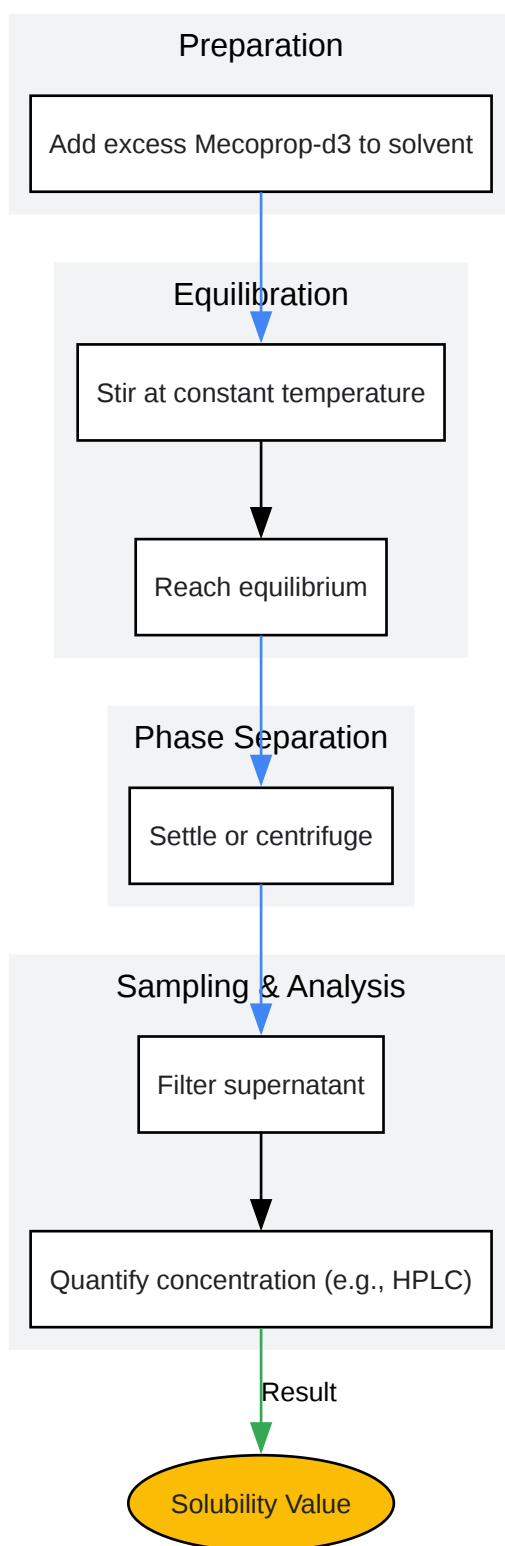 Preparation
Add excess Mecoprop-d3 to solvent
Equilibration
Stir at constant temperature
Reach equilibrium
Phase Separation
Settle or centrifuge
Sampling & Analysis
Filter supernatant
Quantify concentration (e.g., HPLC)
Result
Solubility Value